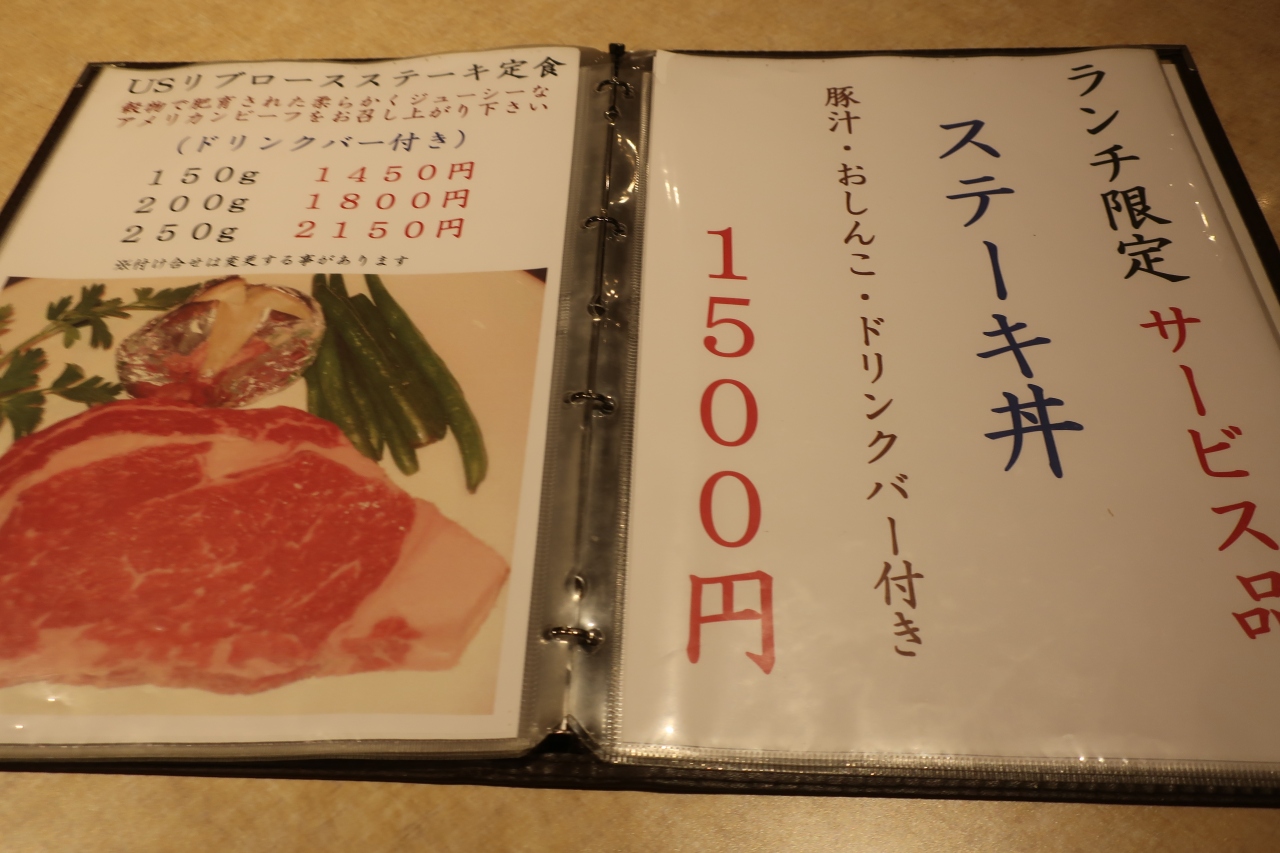 USリブロースステーキ定食
穀物で肥育された柔らかくジューシーな
アメリカンビーフをお召し上がり下さい
(ドリンクバー付き)
150g 1450円
200g 1800円
250g 2150円
※付け合せは変更する事があります
ランチ限定 サービス品
ステーキ丼
豚汁・おしんこ・ドリンクバー付き
1500円